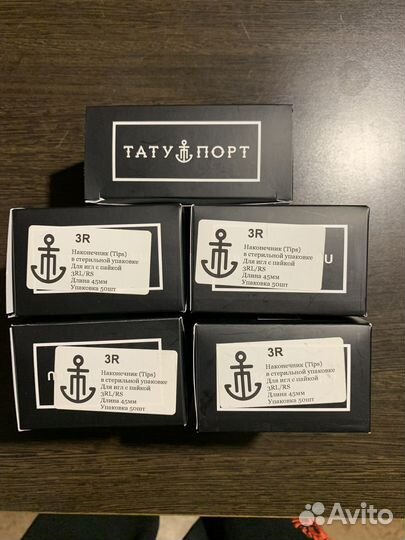 ТАТУ ПОРТ
3R
Наконечник (Tips)
в стерильной упаковке
Для игл с пайкой
3RL/RS
Длина 45мм
Упаковка 50шт
3R
Наконечник (Tips)
в стерильной упаковке
Для игл с пайкой
3RL/RS
Длина 45мм
Упаковка 50шт
U
3R
Наконечник (Tips)
в стерильной упаковке
Для игл с пайкой
3RL/RS
Длина 45мм
Упаковка 50шт
3R
Наконечник (Tips)
в стерильной упаковке
Для игл с пайкой
3RL/RS
Длина 45мм
Упаковка 50шт
Avito